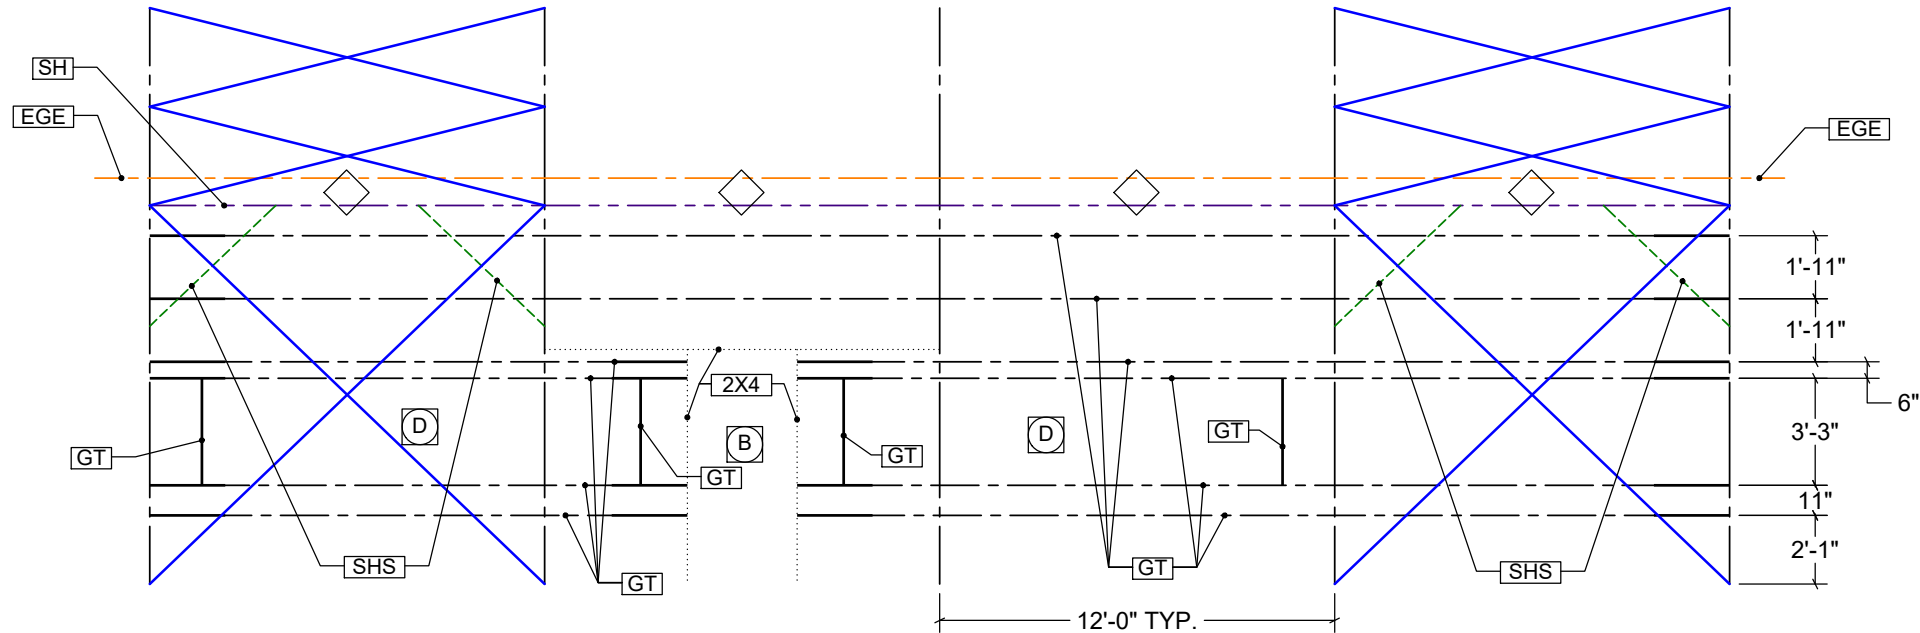 SH
EGE
EGE
1'-11"
1'-11"
2X4
6"
D
B
D
GT
GT
GT
GT
3'-3"
11"
2'-1"
SHS
GT
GT
SHS
12'-0" TYP.